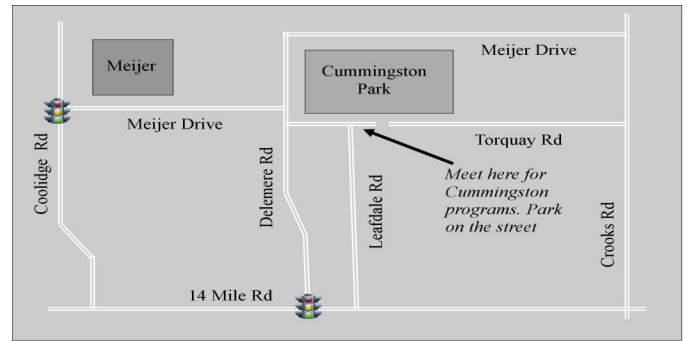 Meijer Drive
Meijer
Cummingston
Park
Meijer Drive
Torquay Rd
Coolidge Rd
Delemere Rd
Leafdale Rd
Meet here for
Cummingston
programs. Park
on the street
Crooks Rd
14 Mile Rd